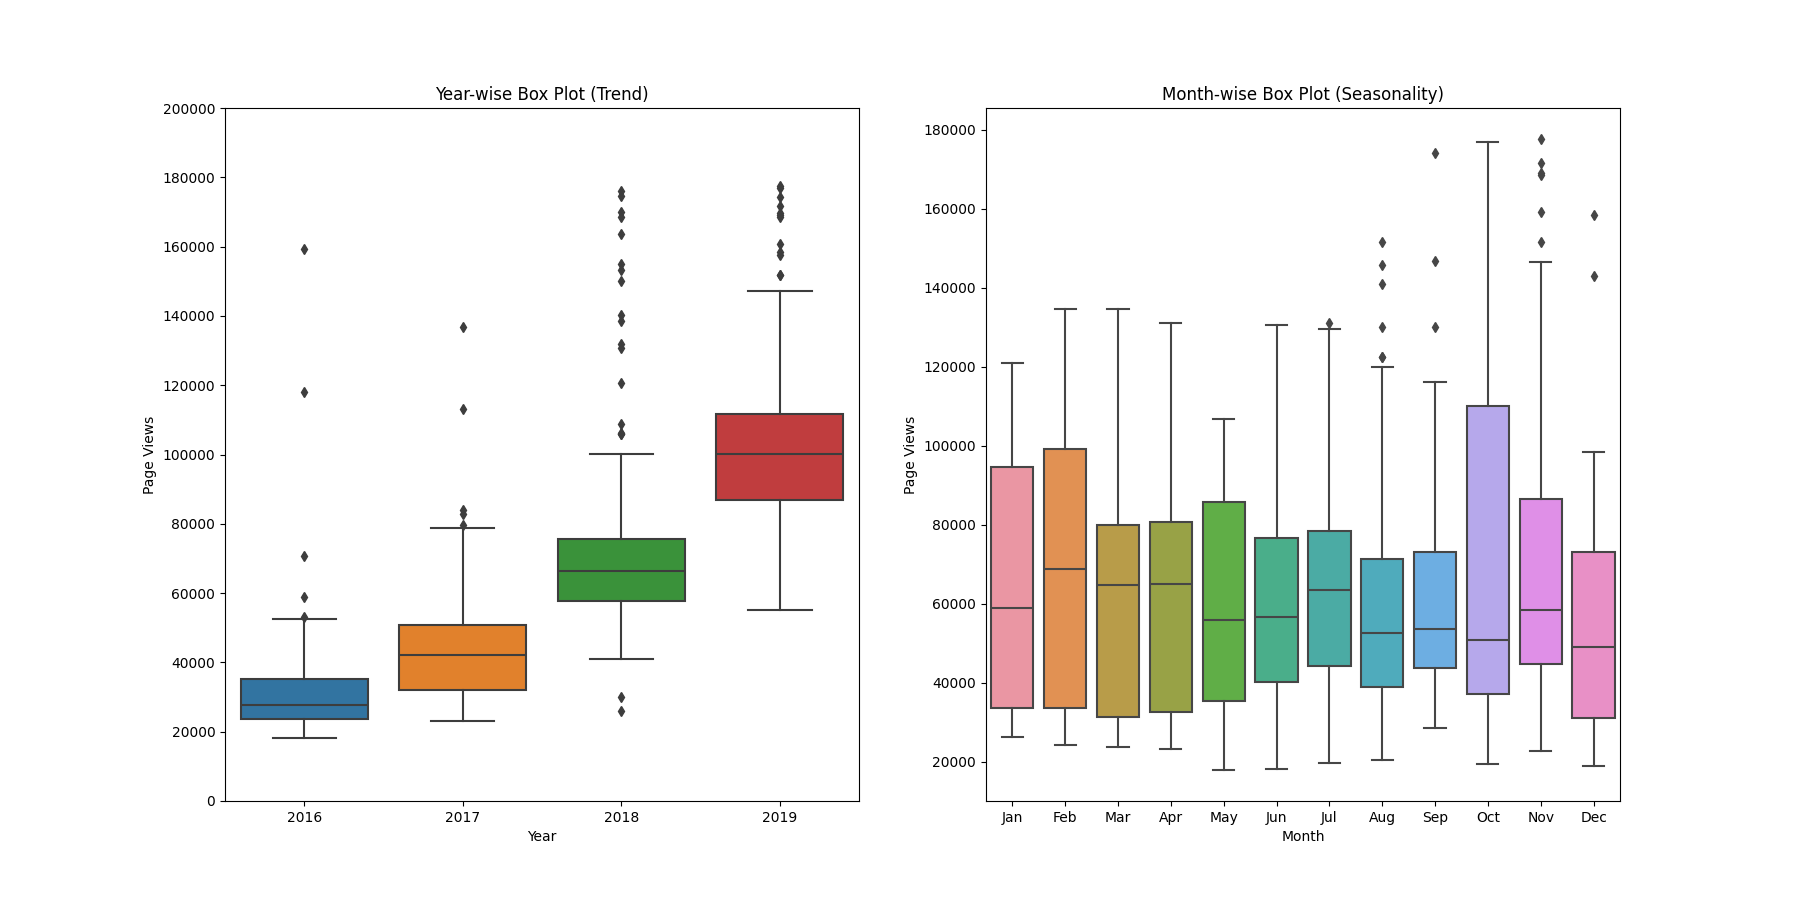 Year-wise Box Plot (Trend)
200000
180000
160000
140000
120000
100000
80000
60000
40000
20000
0
Page Views
2016 2017 2018 2019
Year
Month-wise Box Plot (Seasonality)
180000
160000
140000
120000
100000
80000
60000
40000
20000
Page Views
Jan Feb Mar Apr May Jun Jul Aug Sep Oct Nov Dec
Month